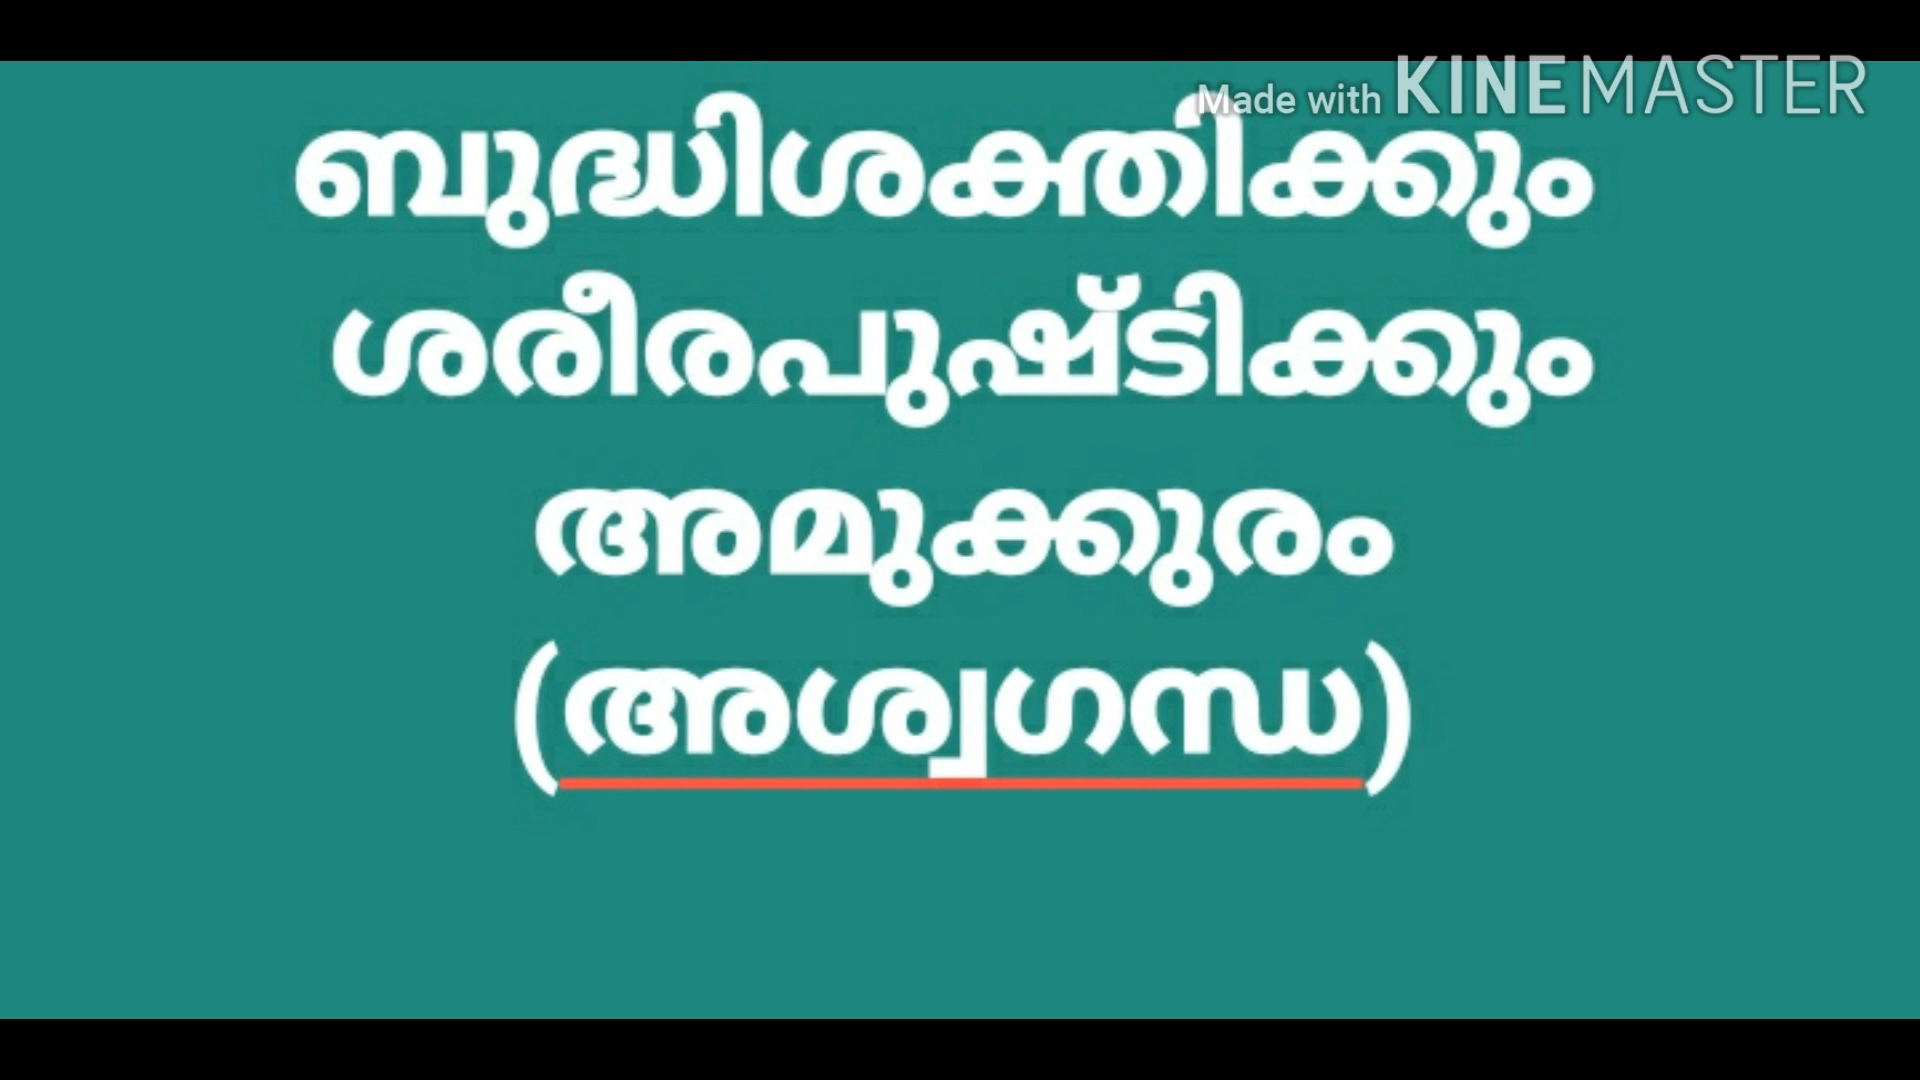 Made with KINEMASTER
ബുദ്ധിശക്തിക്കും
ശരീരപുഷ്ടിക്കും
അമുക്കുരം
(അശ്വഗന്ധ)